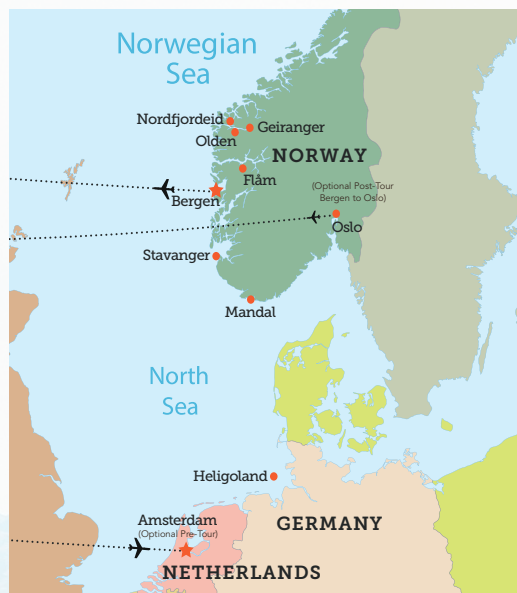 Norwegian
Sea
Nordfjordeid
Geiranger
Olden
NORWAY
Flåm
(Optional Post-Tour
Bergen to Oslo)
Bergen
Oslo
Stavanger
Mandal
North
Sea
Heligoland
Amsterdam
(Optional Pre-Tour)
GERMANY
NETHERLANDS